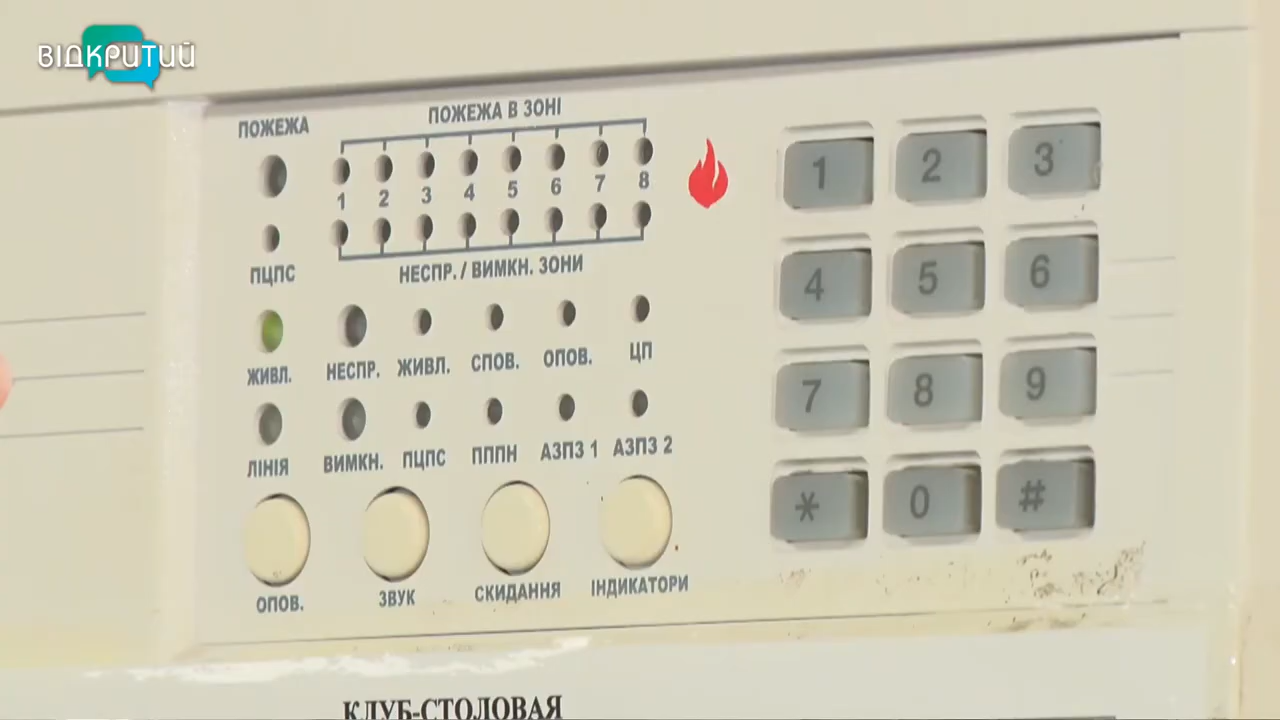 ВІДКРИТИЙ
ПОЖЕЖА
ПОЖЕЖА В ЗОНІ
1 2 3 4 5 6 7 8
ПЦПС
НЕСПР. / ВИМКН. ЗОНИ
ЖИВЛ. НЕСПР. ЖИВЛ. СПОВ. ОПОВ. ЦП
ЛІНІЯ ВИМКН. ПЦПС ПППН АЗПЗ 1 АЗПЗ 2
ОПОВ. ЗВУК СКИДАННЯ ІНДИКАТОРИ
1 2 3
4 5 6
7 8 9
* 0 #
КЛУБ-СТОЛОВАЯ